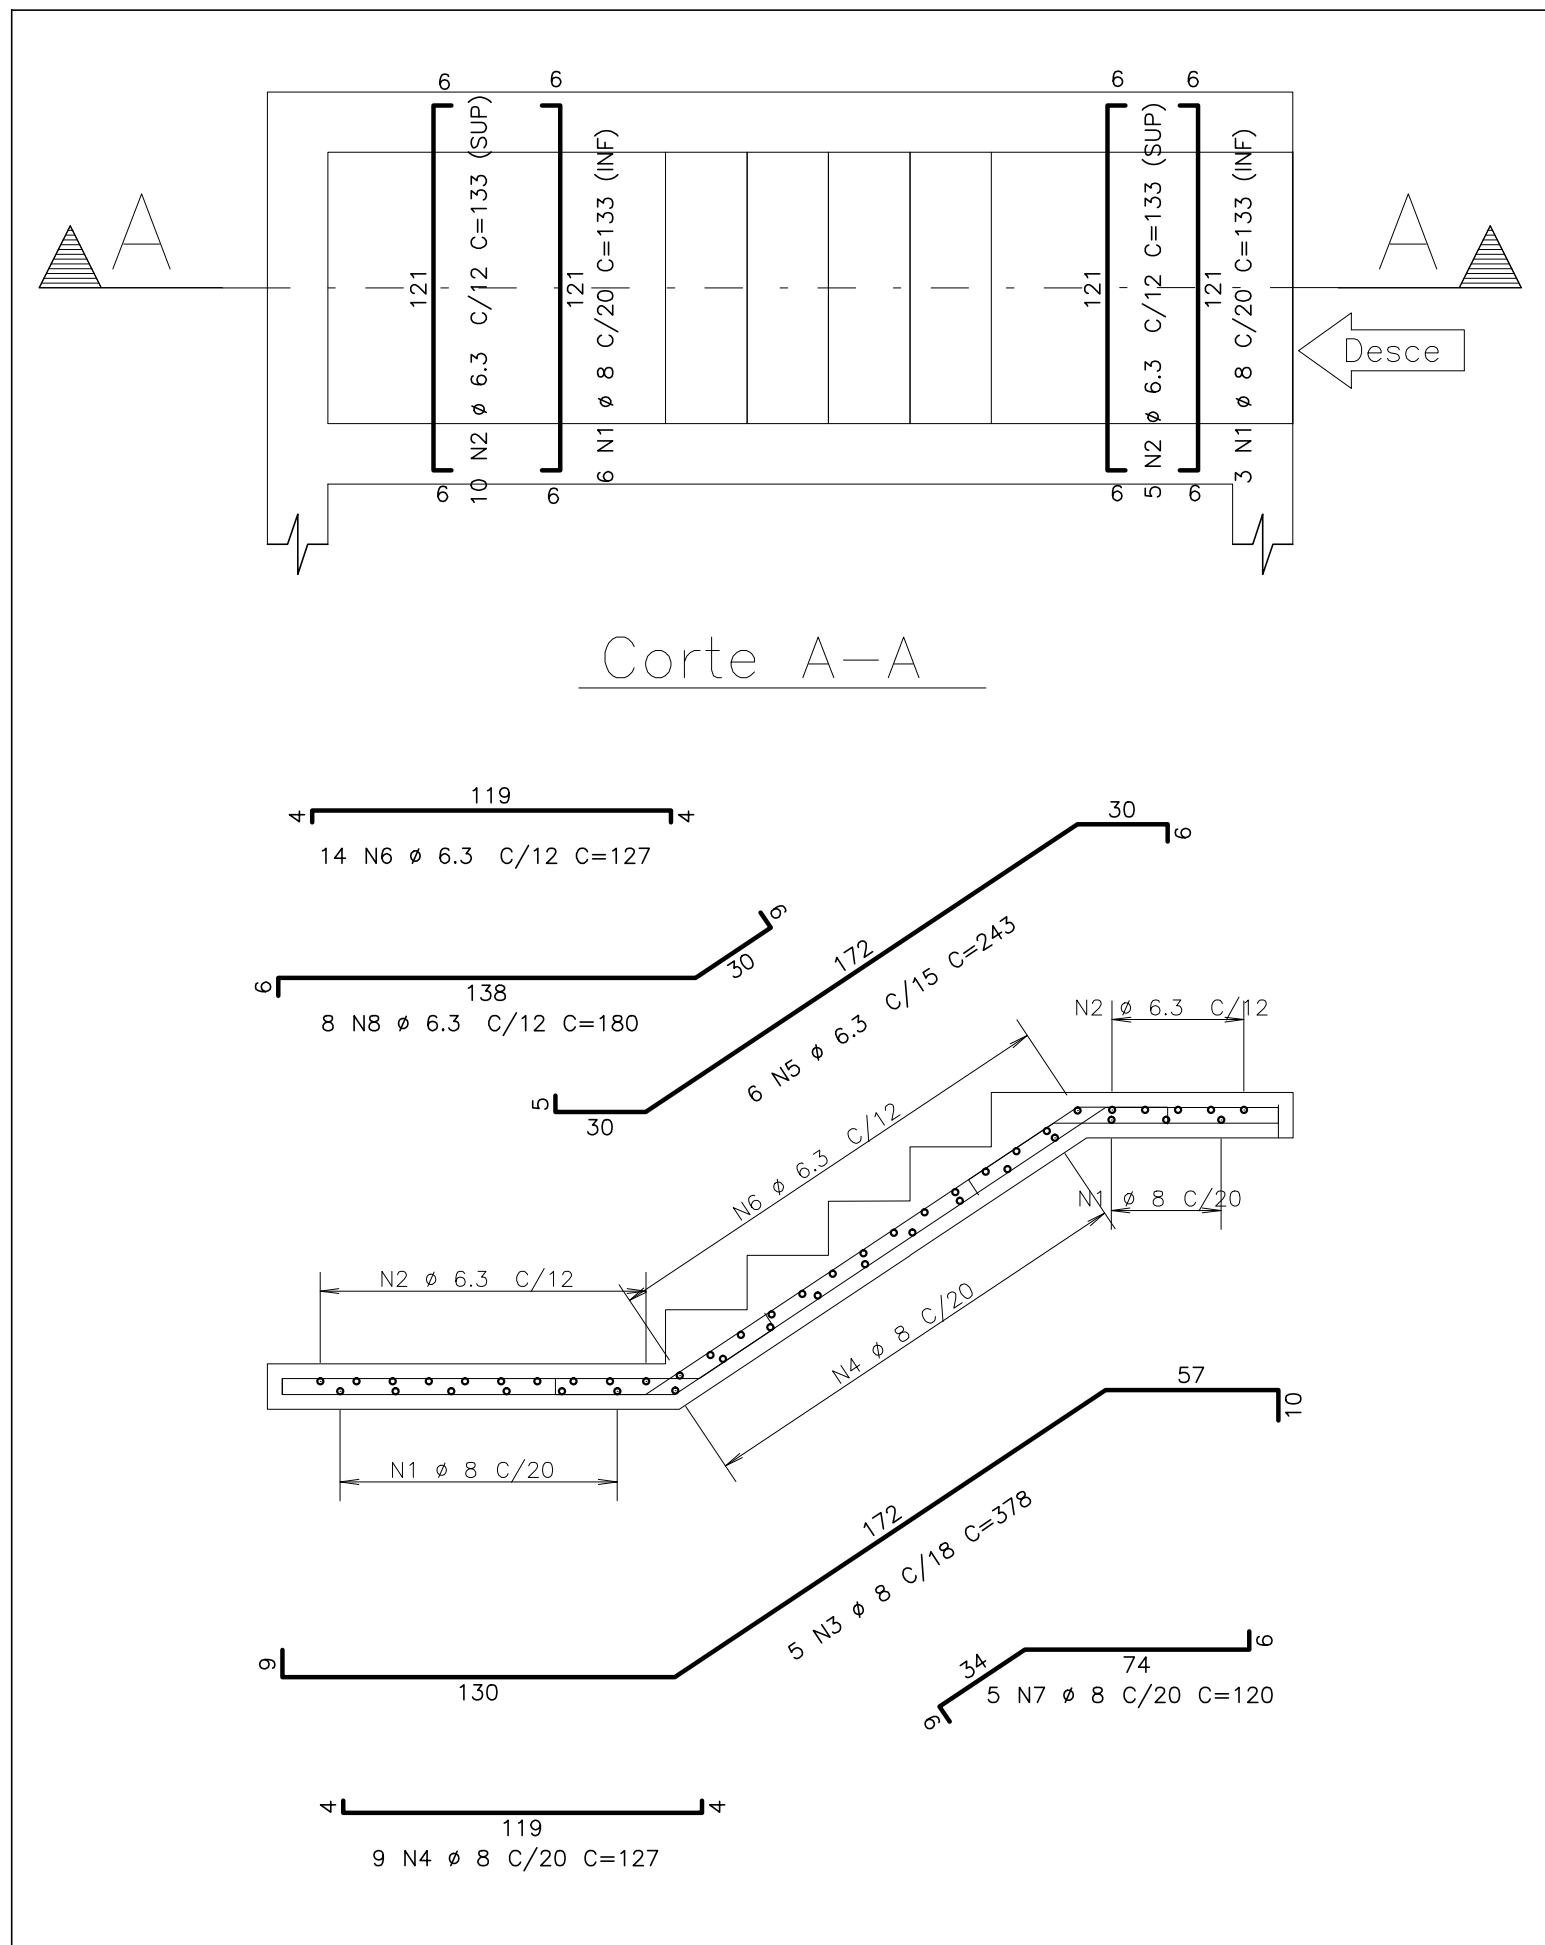 6
6
6
6
10 N2 ø 6.3 C/12 C=133 (SUP)
6 N1 ø 8 C/20 C=133 (INF)
5 N2 ø 6.3 C/12 C=133 (SUP)
3 N1 ø 8 C/20 C=133 (INF)
A
A
121
121
121
121
Desce
6
6
6
6
Corte A-A
119
4
4
14 N6 ø 6.3 C/12 C=127
30
6
172
6 N5 ø 6.3 C/15 C=243
5
30
9
30
6
138
8 N8 ø 6.3 C/12 C=180
N2 ø 6.3 C/12
N6 ø 6.3 C/12
N1 ø 8 C/20
N2 ø 6.3 C/12
N4 ø 8 C/20
N1 ø 8 C/20
57
10
172
5 N3 ø 8 C/18 C=378
9
130
34
74
6
9
5 N7 ø 8 C/20 C=120
4
4
119
9 N4 ø 8 C/20 C=127